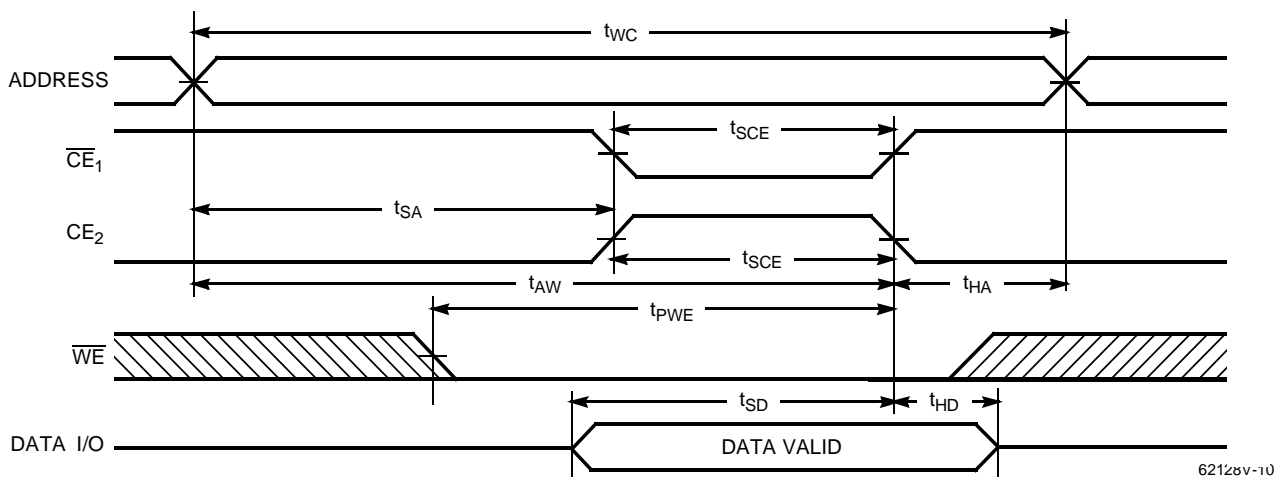 tWC
ADDRESS
tSCE
CE1
tSA
CE2
tSCE
tAW
tHA
tPWE
WE
tSD
tHD
DATA I/O
DATA VALID
62128V-10